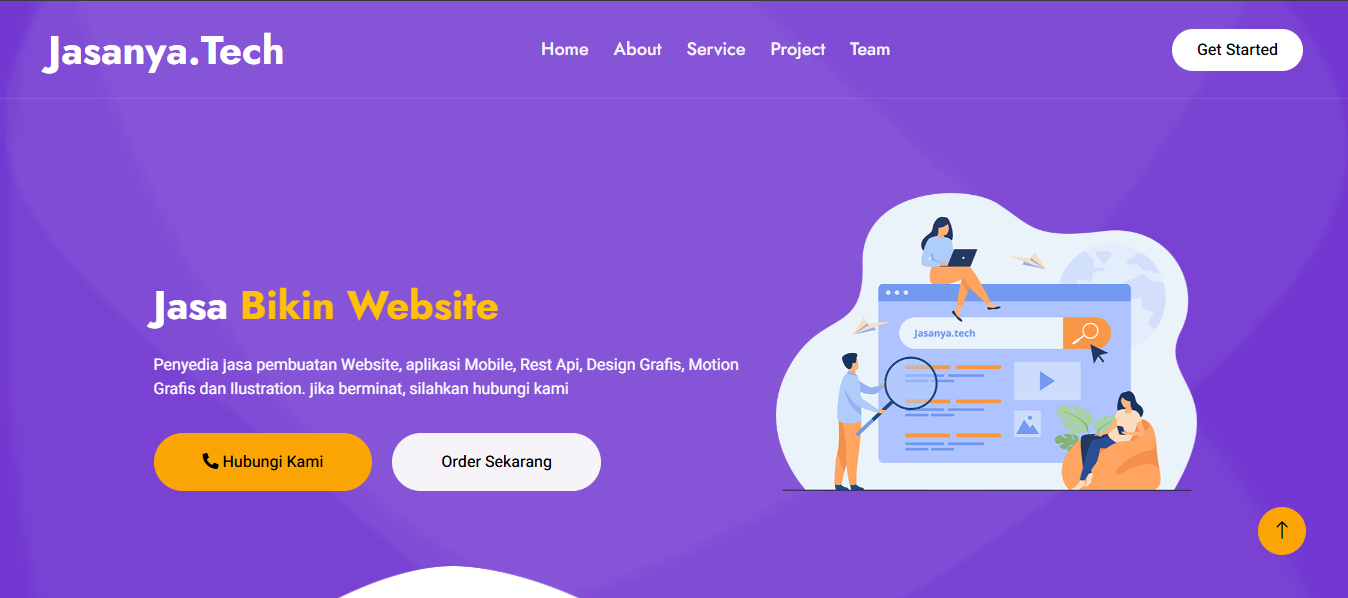 Jasanya.Tech
Home About Service Project Team
Get Started
Jasa Bikin Website
Penyedia jasa pembuatan Website, aplikasi Mobile, Rest Api, Design Grafis, Motion
Grafis dan Ilustration. jika berminat, silahkan hubungi kami
Hubungi Kami
Order Sekarang
Jasanya.tech